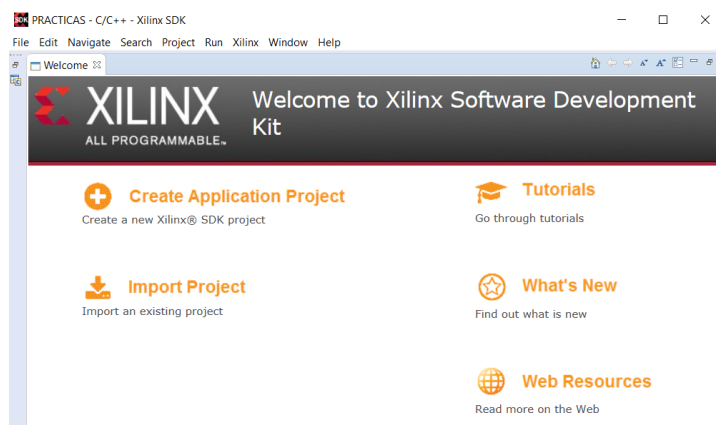 SDK PRACTICAS - C/C++ - Xilinx SDK
File Edit Navigate Search Project Run Xilinx Window Help
Welcome
XILINX
ALL PROGRAMMABLE™
Welcome to Xilinx Software Development
Kit
Create Application Project
Create a new Xilinx® SDK project
Import Project
Import an existing project
Tutorials
Go through tutorials
What's New
Find out what is new
Web Resources
Read more on the Web